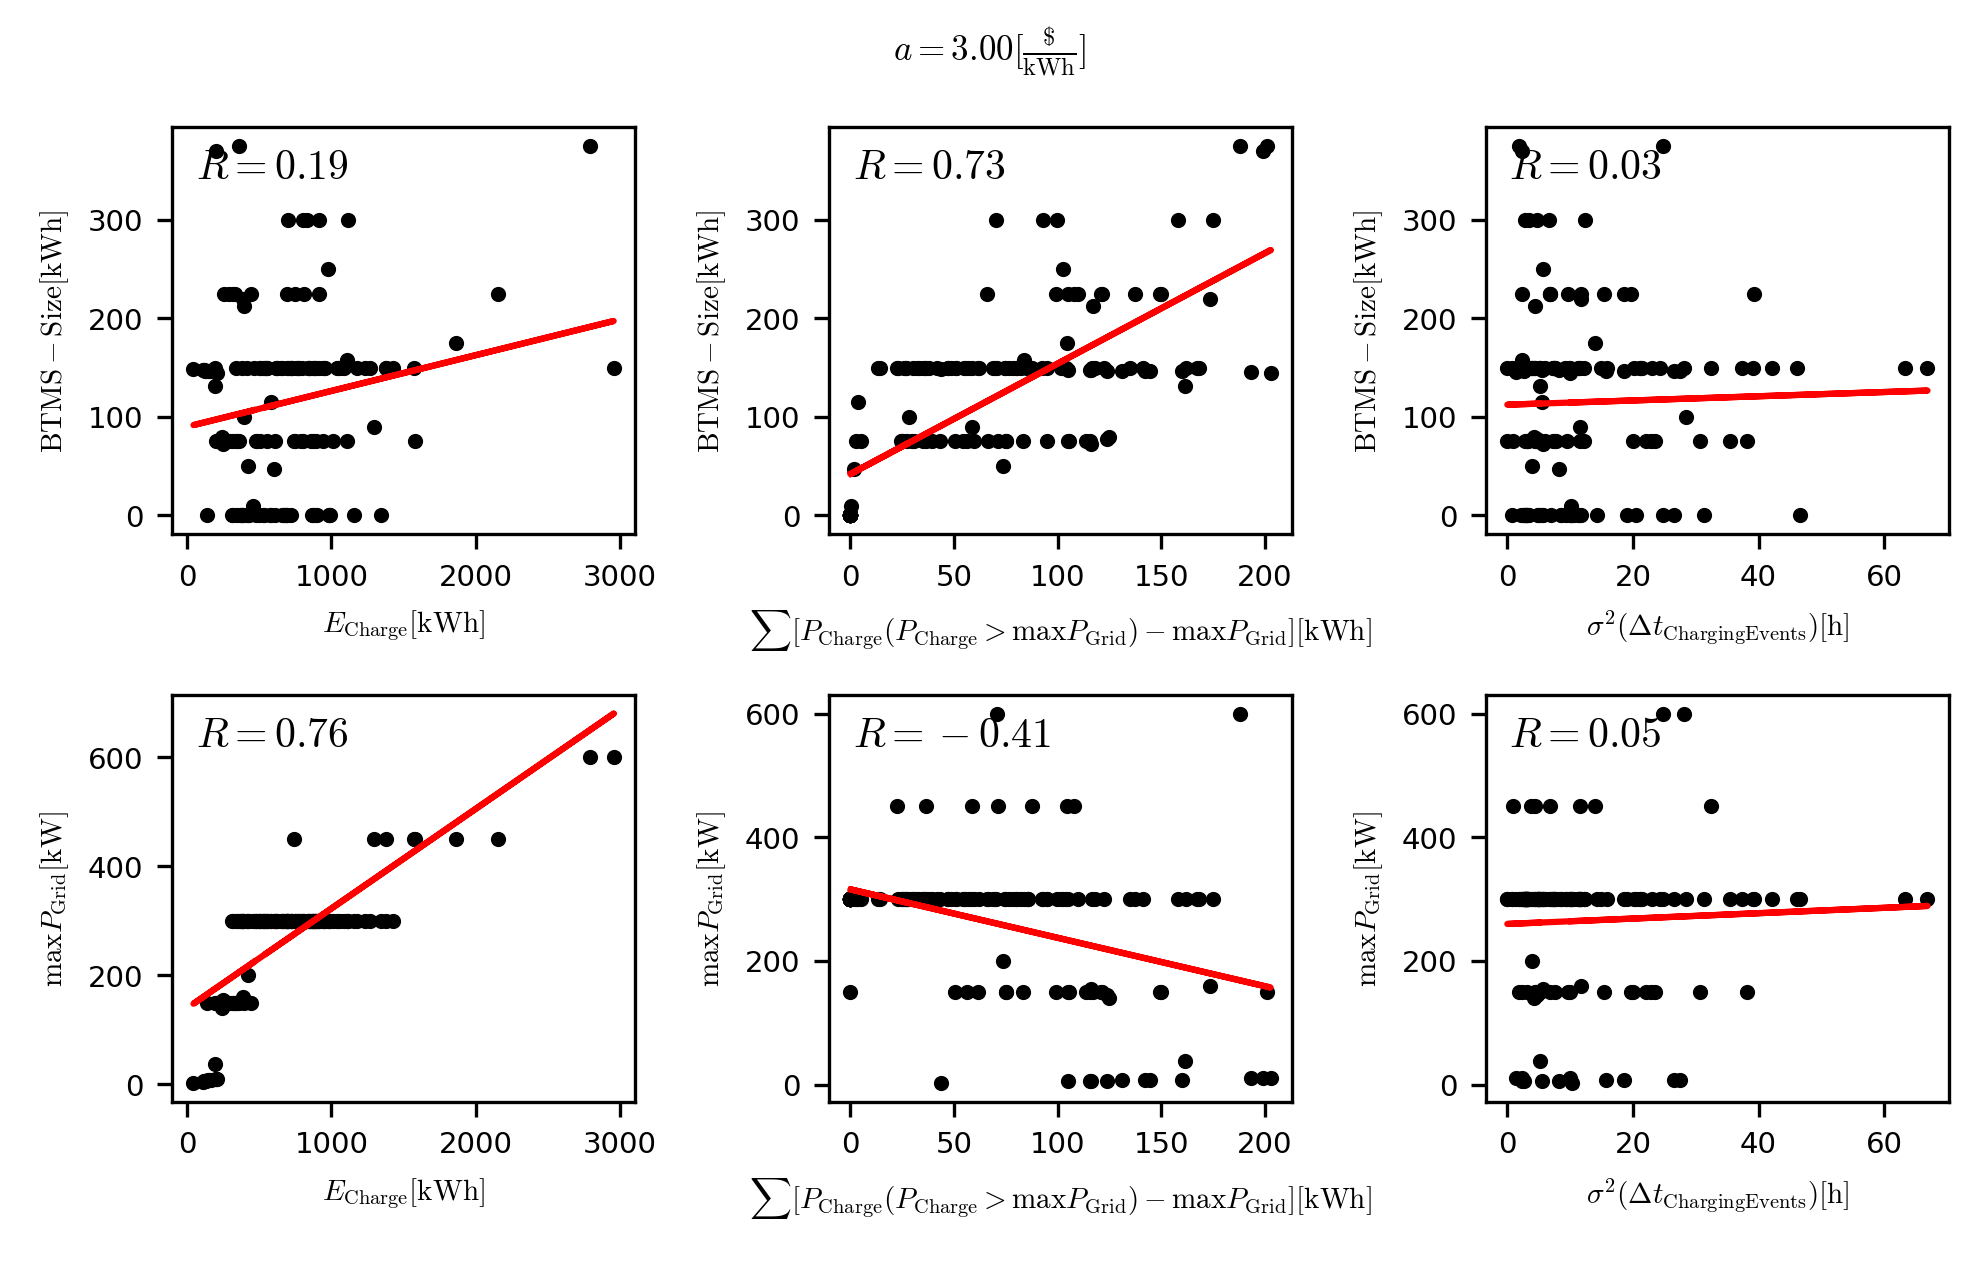 a = 3.00[$/kWh]
R = 0.19
BTMS − Size[kWh]
300
200
100
0
0 1000 2000 3000
E_Charge[kWh]
R = 0.73
BTMS − Size[kWh]
300
200
100
0
0 50 100 150 200
∑[P_Charge(P_Charge > maxP_Grid) − maxP_Grid][kWh]
R = 0.03
BTMS − Size[kWh]
300
200
100
0
0 20 40 60
σ²(Δt_ChargingEvents)[h]
R = 0.76
maxP_Grid[kW]
600
400
200
0
0 1000 2000 3000
E_Charge[kWh]
R = −0.41
maxP_Grid[kW]
600
400
200
0
0 50 100 150 200
∑[P_Charge(P_Charge > maxP_Grid) − maxP_Grid][kWh]
R = 0.05
maxP_Grid[kW]
600
400
200
0
0 20 40 60
σ²(Δt_ChargingEvents)[h]